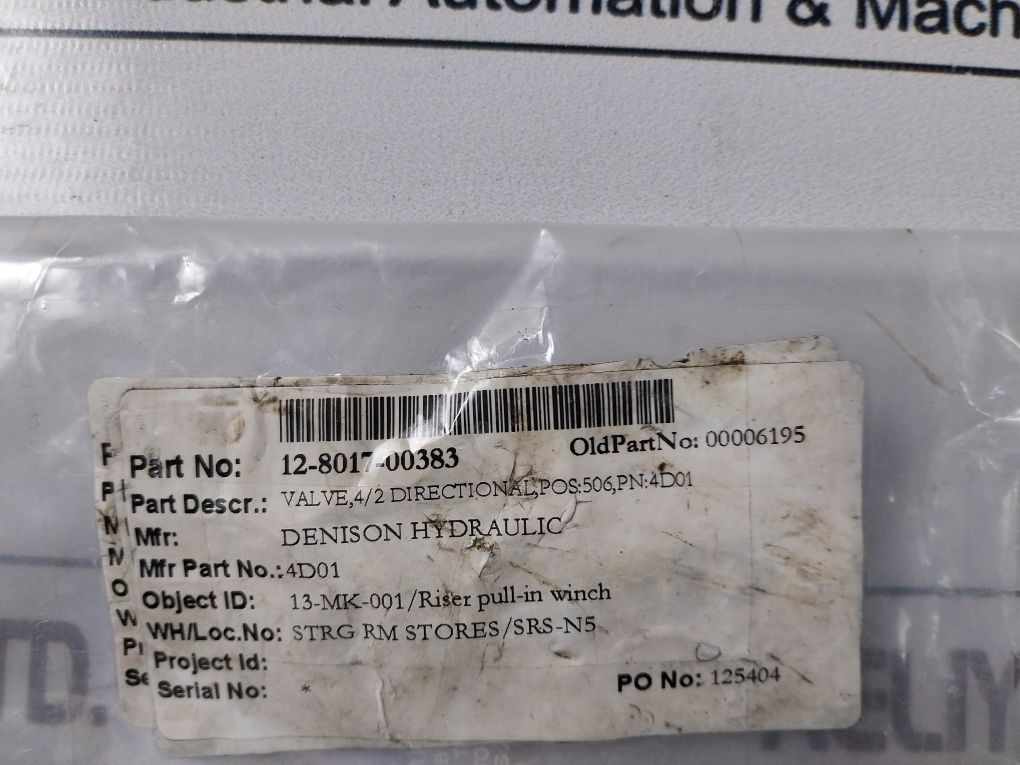 Automation & Mach
Part No: 12-8017-00383 OldPartNo: 00006195
Part Descr.: VALVE,4/2 DIRECTIONAL,POS:506,PN:4D01
Mfr: DENISON HYDRAULIC
Mfr Part No.: 4D01
Object ID: 13-MK-001/Riser pull-in winch
WH/Loc.No: STRG RM STORES/SRS-N5
Project Id:
Serial No: * PO No: 125404